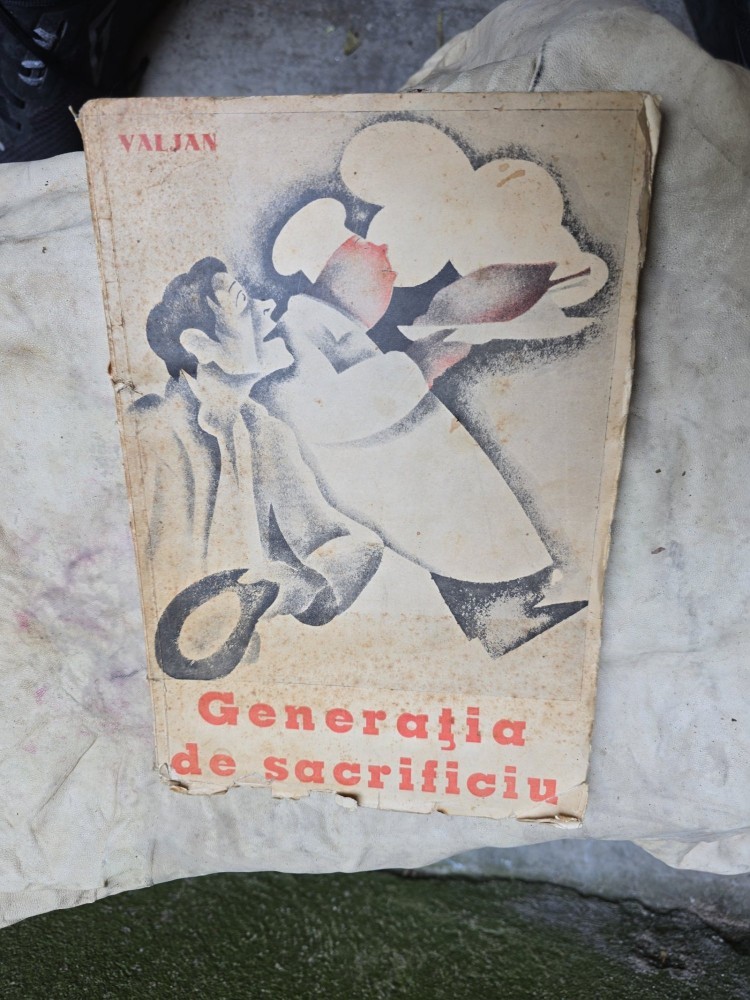 VALJAN
Generaţia
de sacrificiu